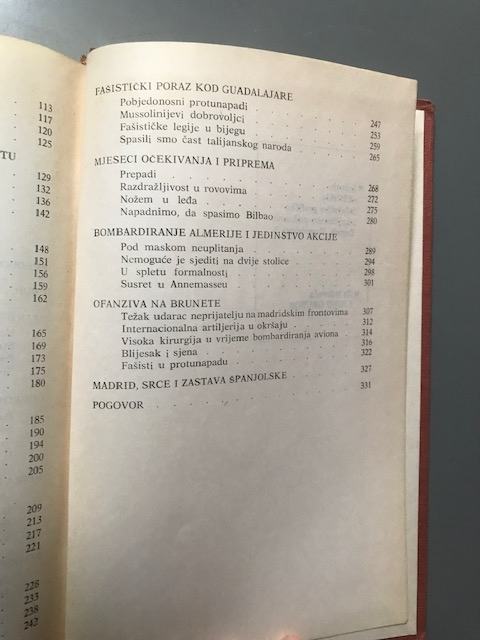 113
117
120
125
TU
129
132
136
142
148
151
156
159
162
165
169
173
175
180
185
190
194
200
205
209
213
217
221
228
233
238
242
FAŠISTIČKI PORAZ KOD GUADALAJARE
Pobjedonosni protunapadi . . . . . . 247
Mussolinijevi dobrovoljci . . . . . . 253
Fašističke legije u bijegu . . . . . . 259
Spasili smo čast talijanskog naroda . . . . 265
MJESECI OČEKIVANJA I PRIPREMA
Prepadi . . . . . . . . . 268
Razdražljivost u rovovima . . . . . . 272
Nožem u leđa . . . . . . . . 275
Napadnimo, da spasimo Bilbao . . . . . 280
BOMBARDIRANJE ALMERIJE I JEDINSTVO AKCIJE
Pod maskom neuplitanja . . . . . . 289
Nemoguće je sjediti na dvije stolice . . . . 294
U spletu formalnosti . . . . . . . 298
Susret u Annemasseu . . . . . . . 301
OFANZIVA NA BRUNETE
Težak udarac neprijatelju na madridskim frontovima 307
Internacionalna artiljerija u okršaju . . . . 312
Visoka kirurgija u vrijeme bombardiranja aviona . 314
Blijesak i sjena . . . . . . . . 316
Fašisti u protunapadu . . . . . . . 322
MADRID, SRCE I ZASTAVA ŠPANJOLSKE . . . . 327
POGOVOR . . . . . . . . . . 331